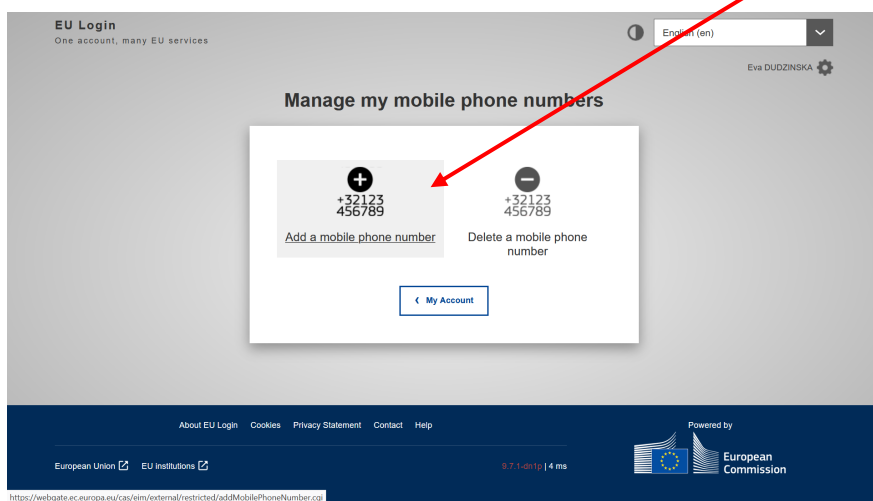 EU Login
One account, many EU services
English (en)
Eva DUDZINSKA
Manage my mobile phone numbers
+32123
456789
Add a mobile phone number
+32123
456789
Delete a mobile phone
number
❮ My Account
About EU Login Cookies Privacy Statement Contact Help
Powered by
European Union EU institutions 9.7.1-dn1p | 4 ms
European
Commission
https://webgate.ec.europa.eu/cas/eim/external/restricted/addMobilePhoneNumber.cgi